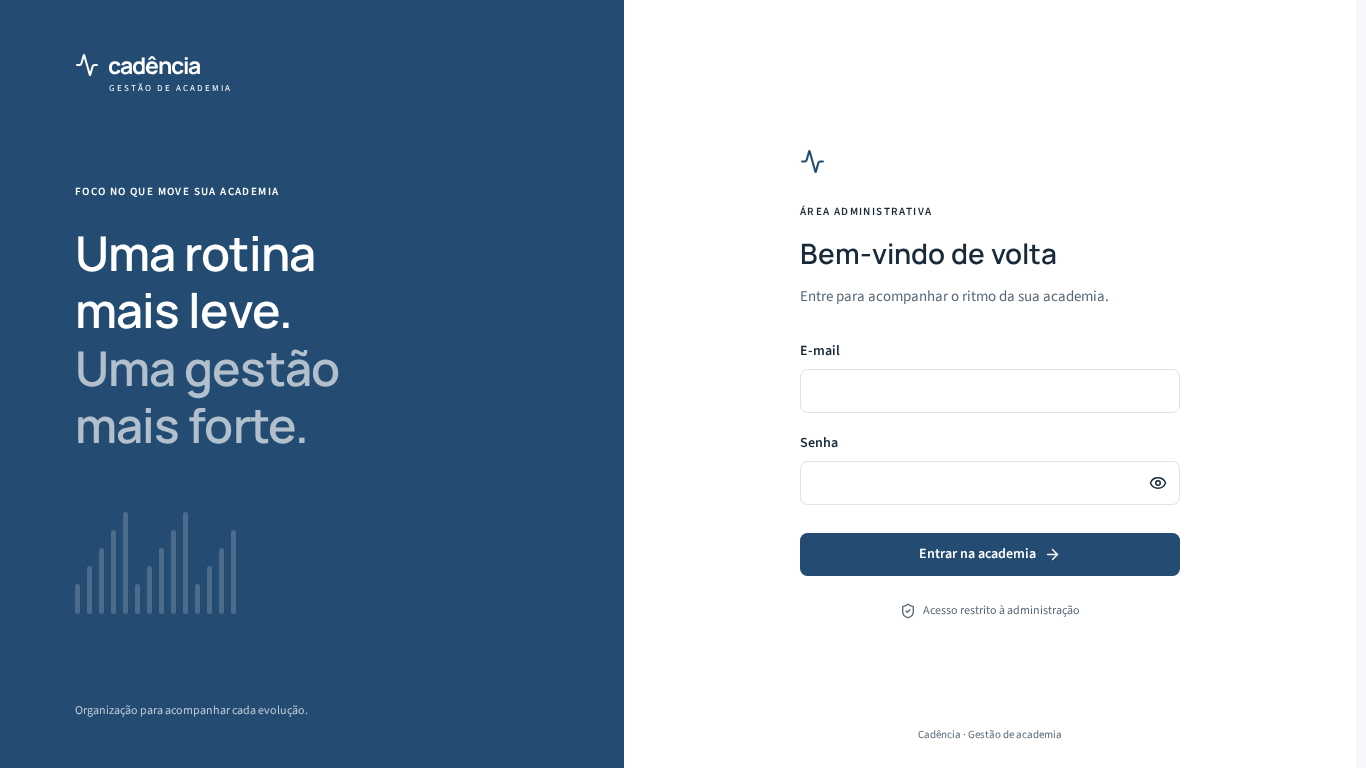 cadência
GESTÃO DE ACADEMIA
FOCO NO QUE MOVE SUA ACADEMIA
Uma rotina
mais leve.
Uma gestão
mais forte.
Organização para acompanhar cada evolução.
ÁREA ADMINISTRATIVA
Bem-vindo de volta
Entre para acompanhar o ritmo da sua academia.
E-mail
Senha
Entrar na academia
Acesso restrito à administração
Cadência · Gestão de academia